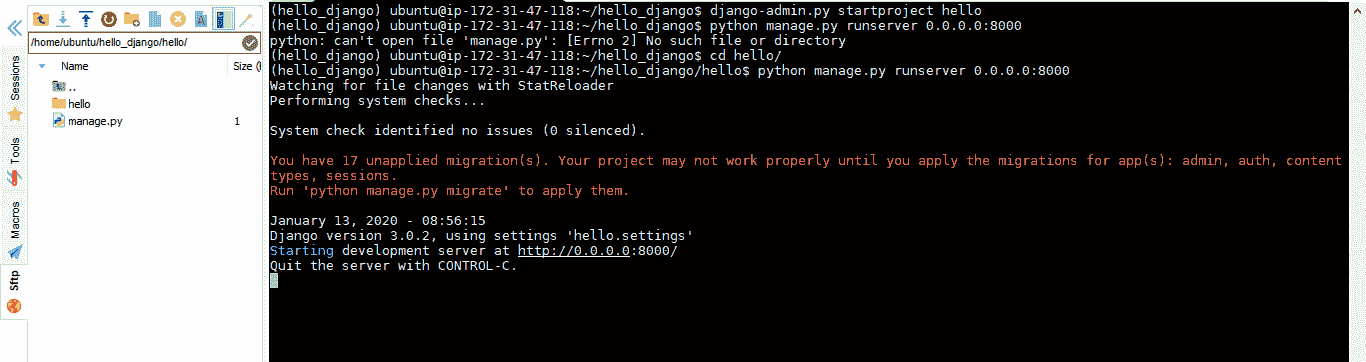 /home/ubuntu/hello_django/hello/
Name
Size (
..
hello
manage.py
1
Sessions
Tools
Macros
Sftp
(hello_django) ubuntu@ip-172-31-47-118:~/hello_django$ django-admin.py startproject hello
(hello_django) ubuntu@ip-172-31-47-118:~/hello_django$ python manage.py runserver 0.0.0.0:8000
python: can't open file 'manage.py': [Errno 2] No such file or directory
(hello_django) ubuntu@ip-172-31-47-118:~/hello_django$ cd hello/
(hello_django) ubuntu@ip-172-31-47-118:~/hello_django/hello$ python manage.py runserver 0.0.0.0:8000
Watching for file changes with StatReloader
Performing system checks...
System check identified no issues (0 silenced).
You have 17 unapplied migration(s). Your project may not work properly until you apply the migrations for app(s): admin, auth, content
types, sessions.
Run 'python manage.py migrate' to apply them.
January 13, 2020 - 08:56:15
Django version 3.0.2, using settings 'hello.settings'
Starting development server at http://0.0.0.0:8000/
Quit the server with CONTROL-C.